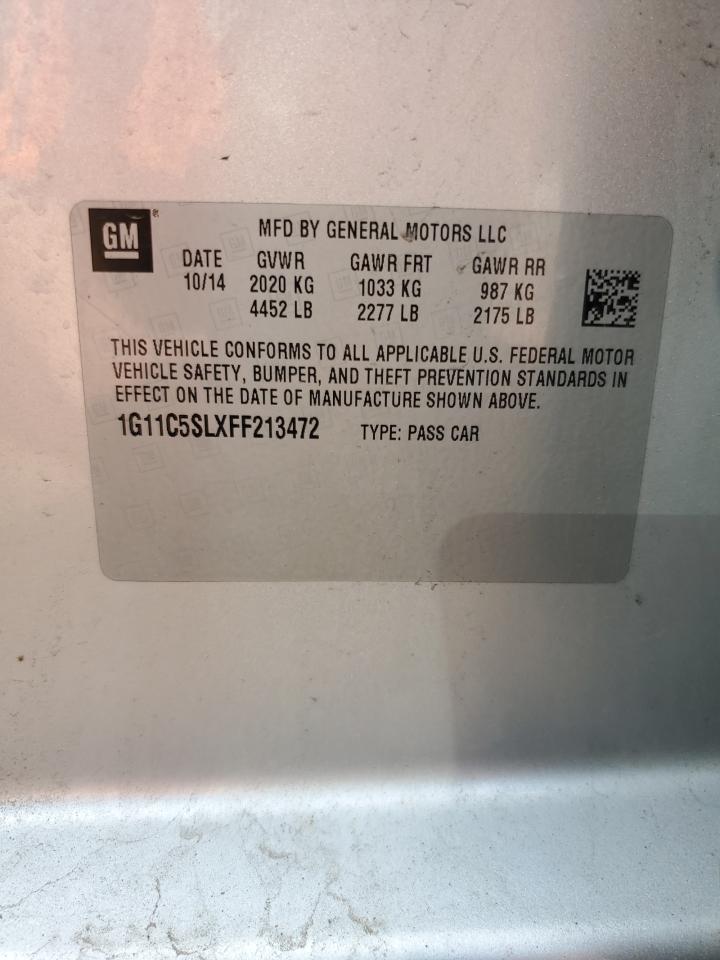 GM®
MFD BY GENERAL MOTORS LLC
DATE GVWR GAWR FRT GAWR RR
10/14 2020 KG 1033 KG 987 KG
4452 LB 2277 LB 2175 LB
THIS VEHICLE CONFORMS TO ALL APPLICABLE U.S. FEDERAL MOTOR
VEHICLE SAFETY, BUMPER, AND THEFT PREVENTION STANDARDS IN
EFFECT ON THE DATE OF MANUFACTURE SHOWN ABOVE.
1G11C5SLXFF213472 TYPE: PASS CAR